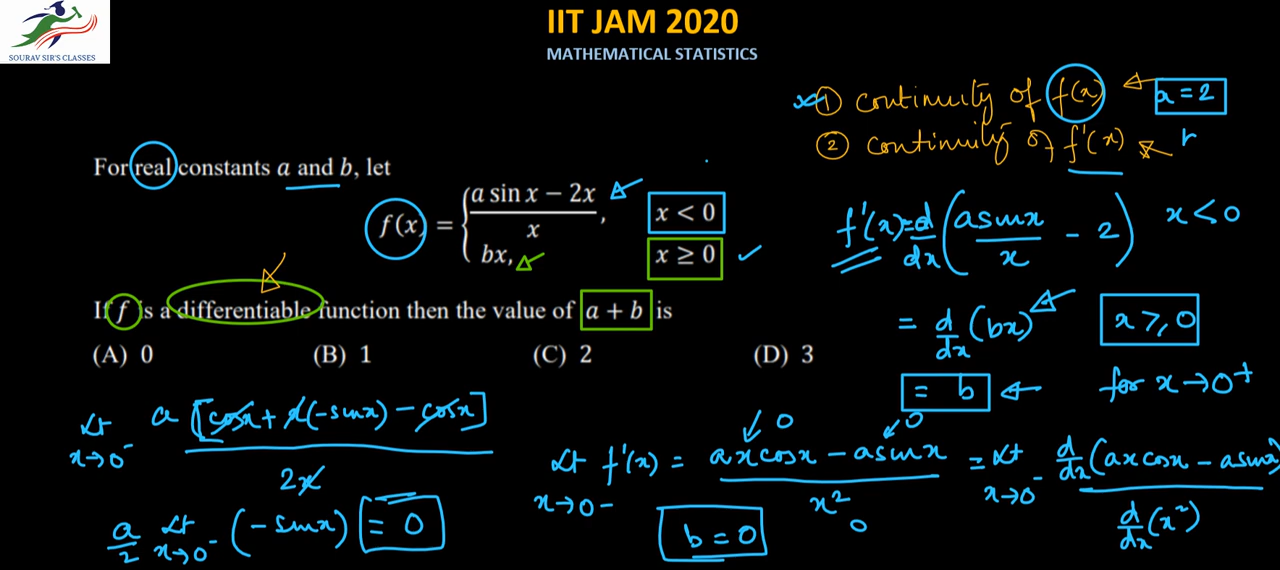 SOURAV SIR'S CLASSES
IIT JAM 2020
MATHEMATICAL STATISTICS
① continuity of f(x) ← a = 2
② continuity of f'(x)
For real constants a and b, let
f(x) = { (a sin x − 2x)/x, x < 0
bx, x ≥ 0
If f is a differentiable function then the value of a + b is
(A) 0 (B) 1 (C) 2 (D) 3
f'(x) = d/dx (a sin x / x − 2) x < 0
= d/dx (bx) x ≥ 0
= b ← for x → 0+
Lt x→0- f'(x) = (ax cos x − a sin x)/x² = Lt x→0- d/dx (ax cos x − a sin x) / d/dx (x²)
0 0
0
Lt x→0- a [cos x + x(−sin x) − cos x] / 2x
a/2 Lt x→0- (−sin x) = 0
b = 0